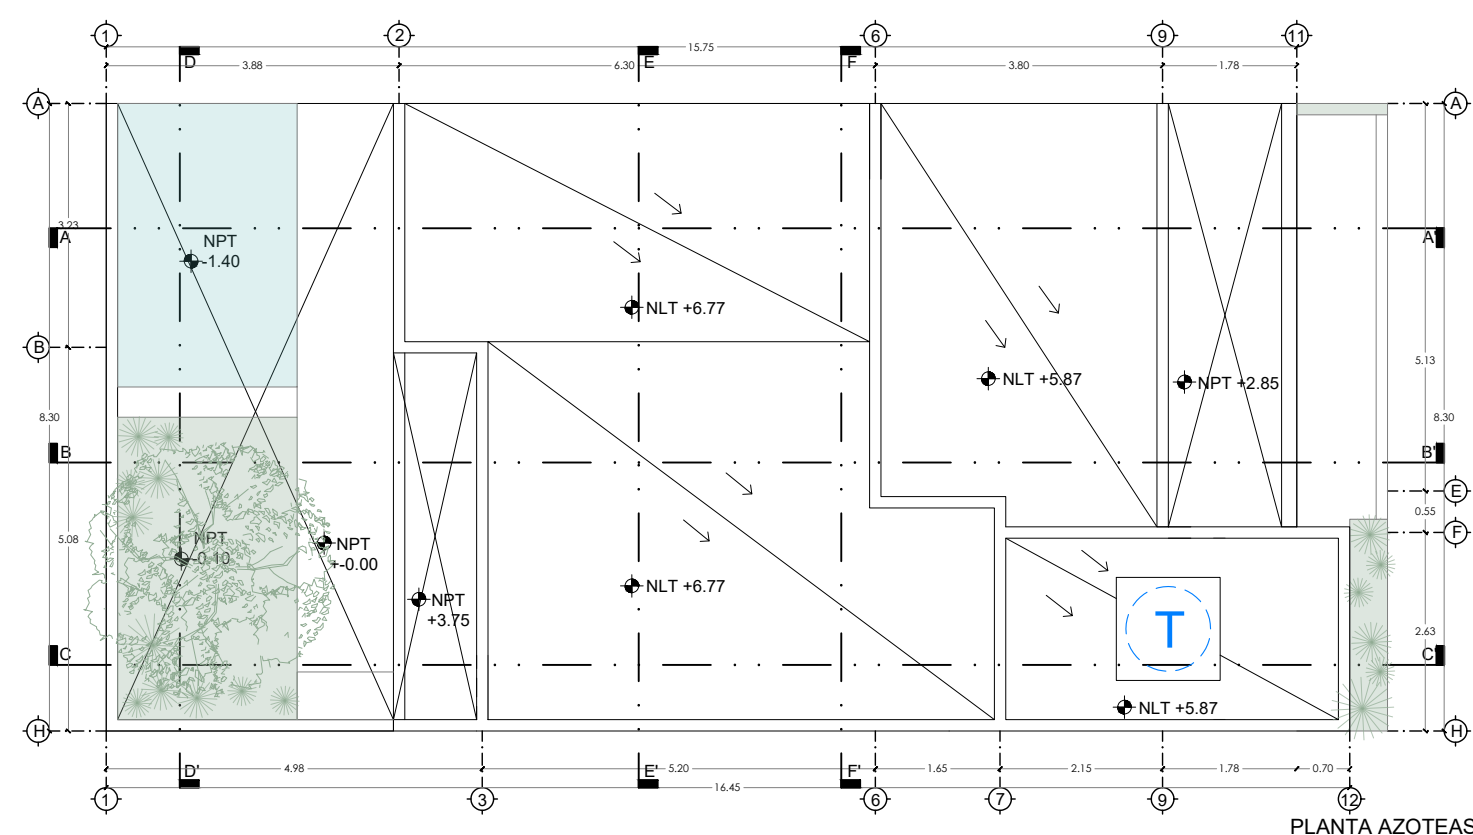 1 2 6 9 11
15.75
D E F
3.88 6.30 3.80 1.78
A A
3.23
A A'
NPT
-1.40
NLT +6.77
B
5.13
NLT +5.87
NPT +2.85
8.30 8.30
B B'
E
0.55
F
5.08
NPT
-0.10
NPT
+-0.00
NLT +6.77
NPT
+3.75
T
2.63
C C'
NLT +5.87
H H
D' E' F'
4.98 5.20 1.65 2.15 1.78 0.70
16.45
1 3 6 7 9 12
PLANTA AZOTEAS